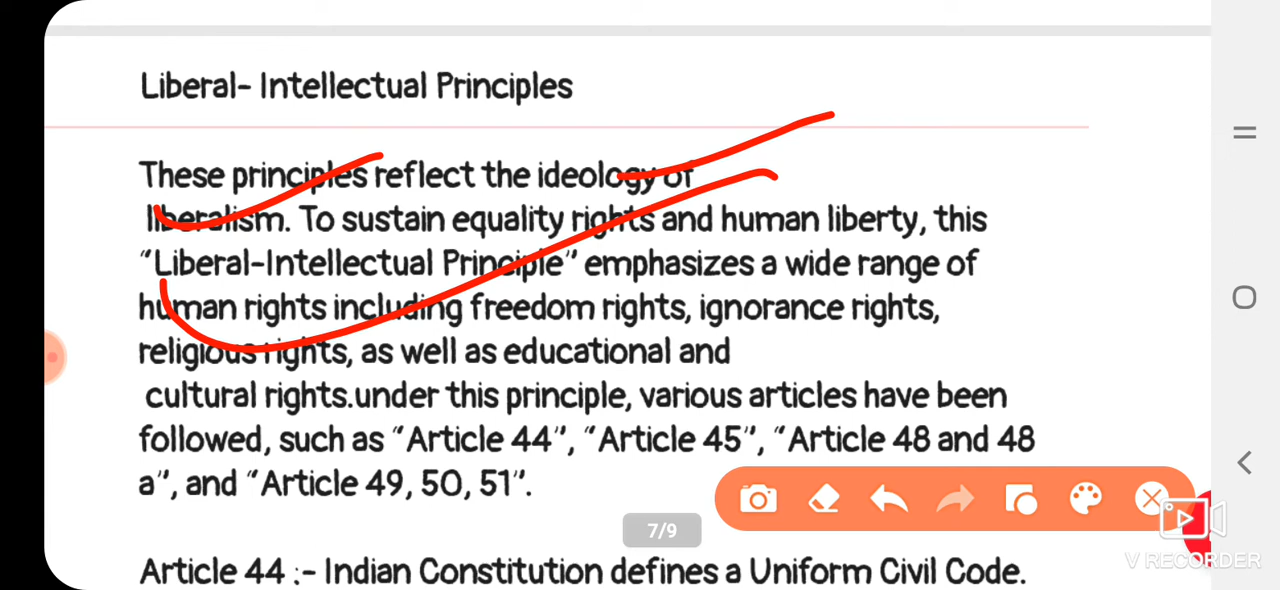 Liberal- Intellectual Principles
These principles reflect the ideology of
liberalism. To sustain equality rights and human liberty, this
"Liberal-Intellectual Principle" emphasizes a wide range of
human rights including freedom rights, ignorance rights,
religious rights, as well as educational and
cultural rights.under this principle, various articles have been
followed, such as "Article 44", "Article 45", "Article 48 and 48
a", and "Article 49, 50, 51".
7/9
V RECORDER
Article 44 :- Indian Constitution defines a Uniform Civil Code.